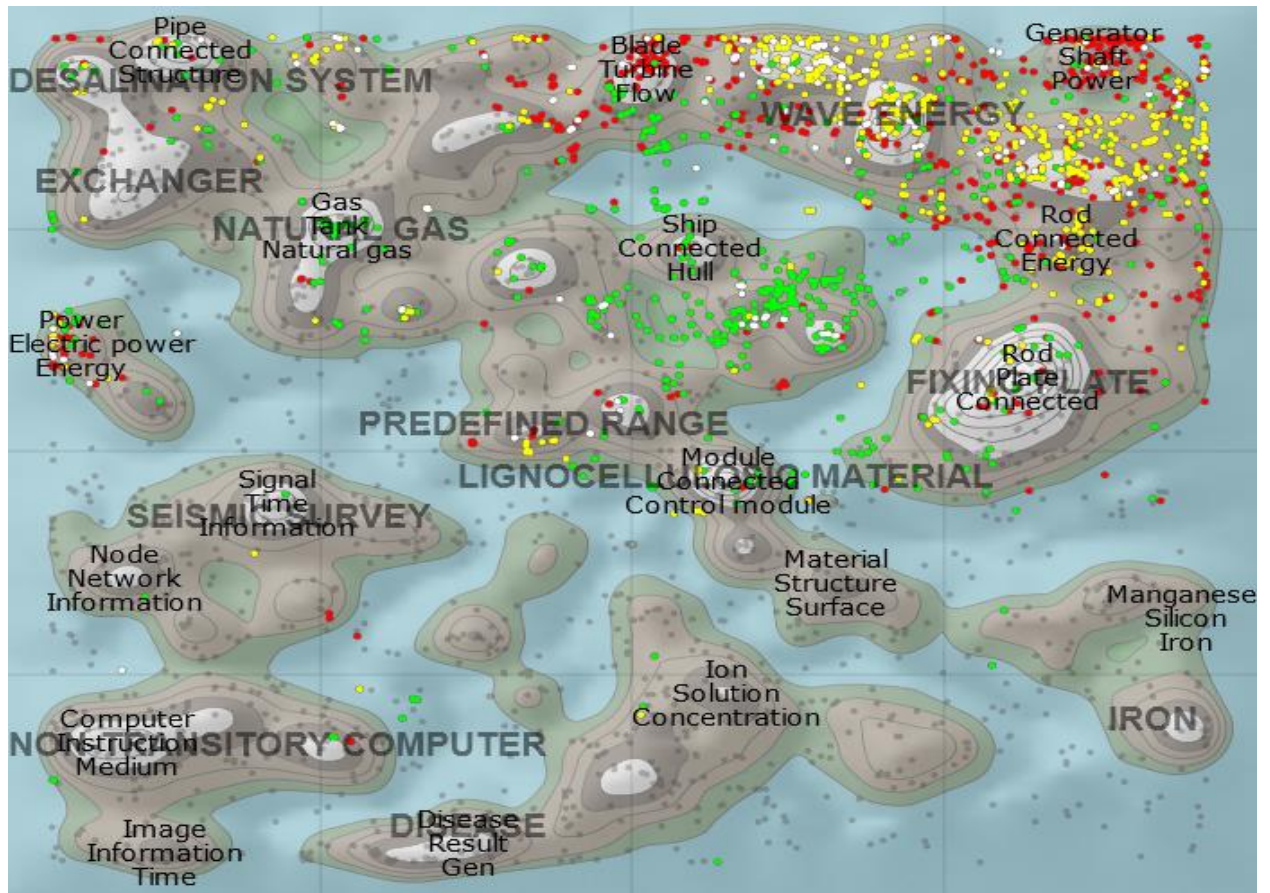 Pipe
Connected
Structure
DESALINATION SYSTEM
Blade
Turbine
Flow
Generator
Shaft
Power
WAVE ENERGY
EXCHANGER
Gas
Tank
Natural gas
NATURAL GAS
Ship
Connected
Hull
Rod
Connected
Energy
Power
Electric power
Energy
Rod
Plate
Connected
FIXING PLATE
PREDEFINED RANGE
LIGNOCELLULOSIC MATERIAL
Module
Connected
Control module
Signal
Time
Information
SEISMIC SURVEY
Node
Network
Information
Material
Structure
Surface
Manganese
Silicon
Iron
Ion
Solution
Concentration
IRON
Computer
Instruction
Medium
NON-TRANSITORY COMPUTER
Image
Information
Time
DISEASE
Disease
Result
Gen